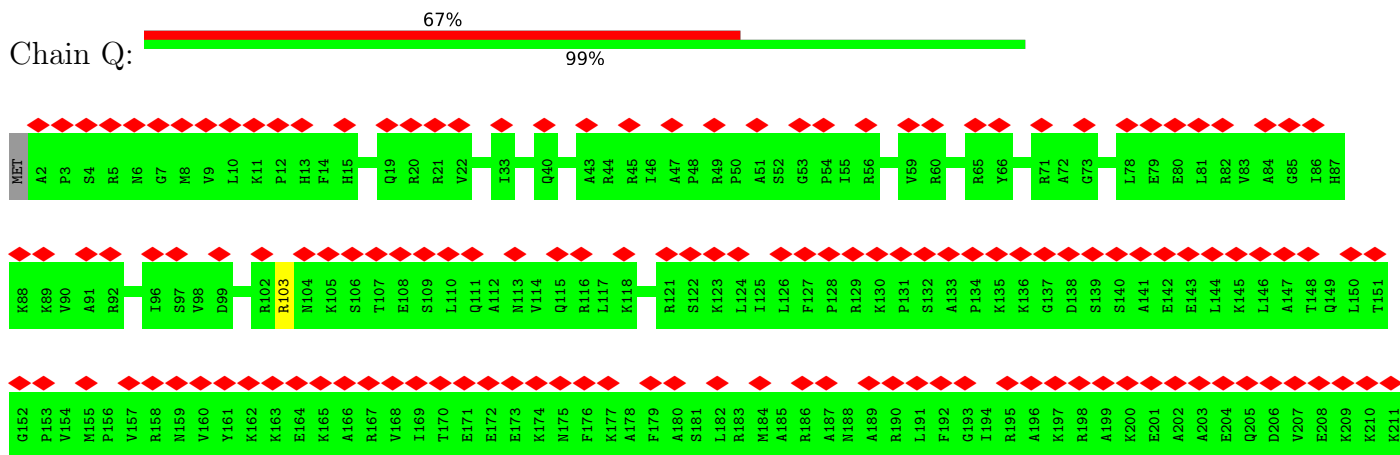 67%
Chain Q:
99%
MET A2 P3 S4 R5 N6 G7 M8 V9 L10 K11 P12 H13 F14 H15 Q19 R20 R21 V22 I33 Q40 A43 R44 R45 I46 A47 P48 R49 P50 A51 S52 G53 P54 I55 R56 V59 R60 R65 Y66 R71 A72 G73 L78 E79 E80 L81 R82 V83 A84 G85 I86 H87
K88 K89 V90 A91 R92 I96 S97 V98 D99 R102 R103 N104 K105 S106 T107 E108 S109 L110 Q111 A112 N113 V114 Q115 R116 L117 K118 R121 S122 K123 L124 I125 L126 F127 P128 R129 K130 P131 S132 A133 P134 K135 K136 G137 D138 S139 S140 A141 E142 E143 L144 K145 L146 A147 T148 Q149 L150 T151
G152 P153 V154 M155 P156 V157 R158 N159 V160 Y161 K162 K163 E164 K165 A166 R167 V168 I169 T170 E171 E172 E173 K174 N175 F176 K177 A178 F179 A180 S181 L182 R183 M184 A185 R186 A187 N188 A189 R190 L191 F192 G193 I194 R195 A196 K197 R198 A199 K200 E201 A202 A203 E204 Q205 D206 V207 E208 K209 K210 K211